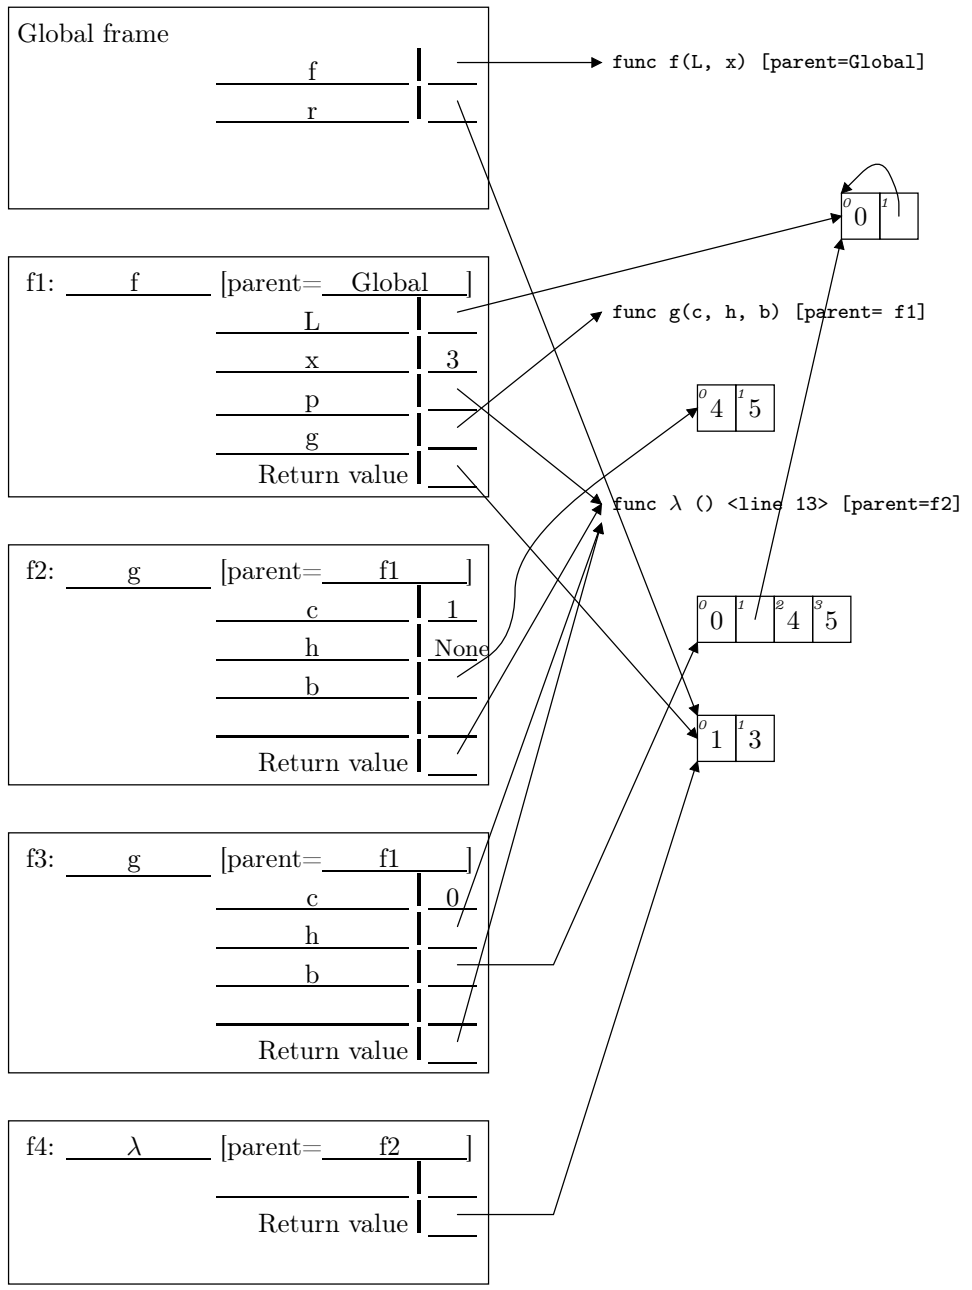 Global frame
f
func f(L, x) [parent=Global]
r
0 1
0
f1: f [parent= Global]
L
func g(c, h, b) [parent= f1]
x 3
p
0 1
4 5
g
Return value
func λ () <line 13> [parent=f2]
f2: g [parent= f1]
c 1
0 1 2 3
0 4 5
h None
b
0 1
1 3
Return value
f3: g [parent= f1]
c 0
h
b
Return value
f4: λ [parent= f2]
Return value